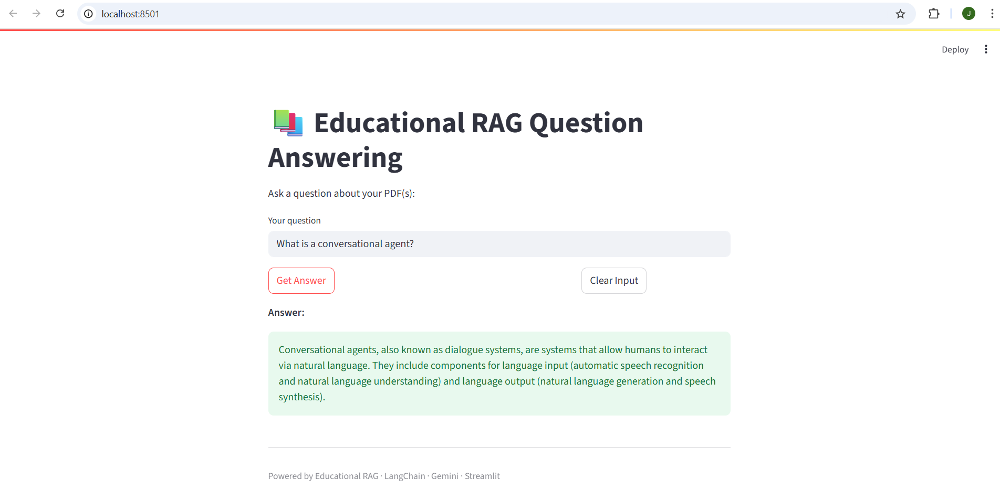 localhost:8501
J
Deploy
Educational RAG Question
Answering
Ask a question about your PDF(s):
Your question
What is a conversational agent?
Get Answer
Clear Input
Answer:
Conversational agents, also known as dialogue systems, are systems that allow humans to interact
via natural language. They include components for language input (automatic speech recognition
and natural language understanding) and language output (natural language generation and speech
synthesis).
Powered by Educational RAG · LangChain · Gemini · Streamlit